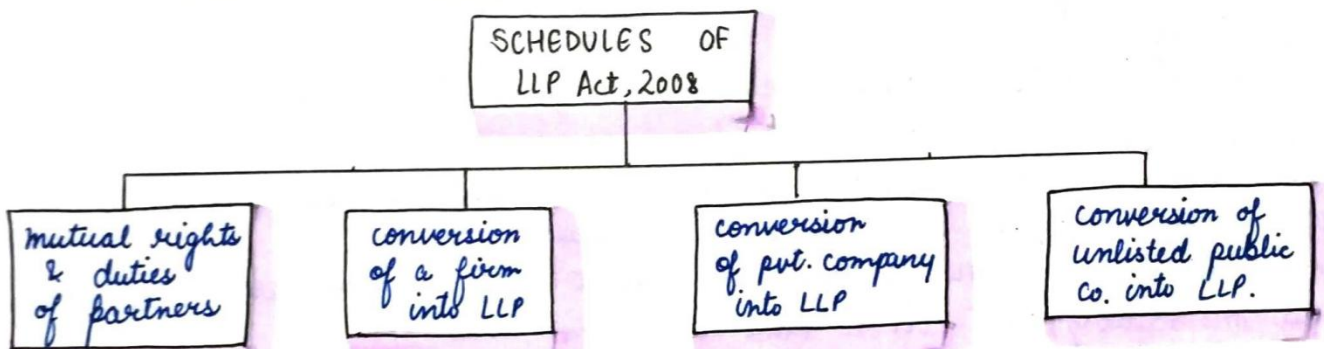 SCHEDULES OF
LLP Act, 2008
mutual rights
& duties
of partners
conversion
of a firm
into LLP
conversion
of pvt. company
into LLP
conversion of
unlisted public
co. into LLP.